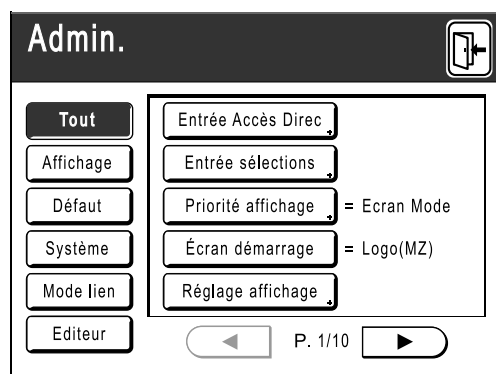 Admin.
Tout
Affichage
Défaut
Système
Mode lien
Editeur
Entrée Accès Direc
Entrée sélections
Priorité affichage = Ecran Mode
Écran démarrage = Logo(MZ)
Réglage affichage
P. 1/10